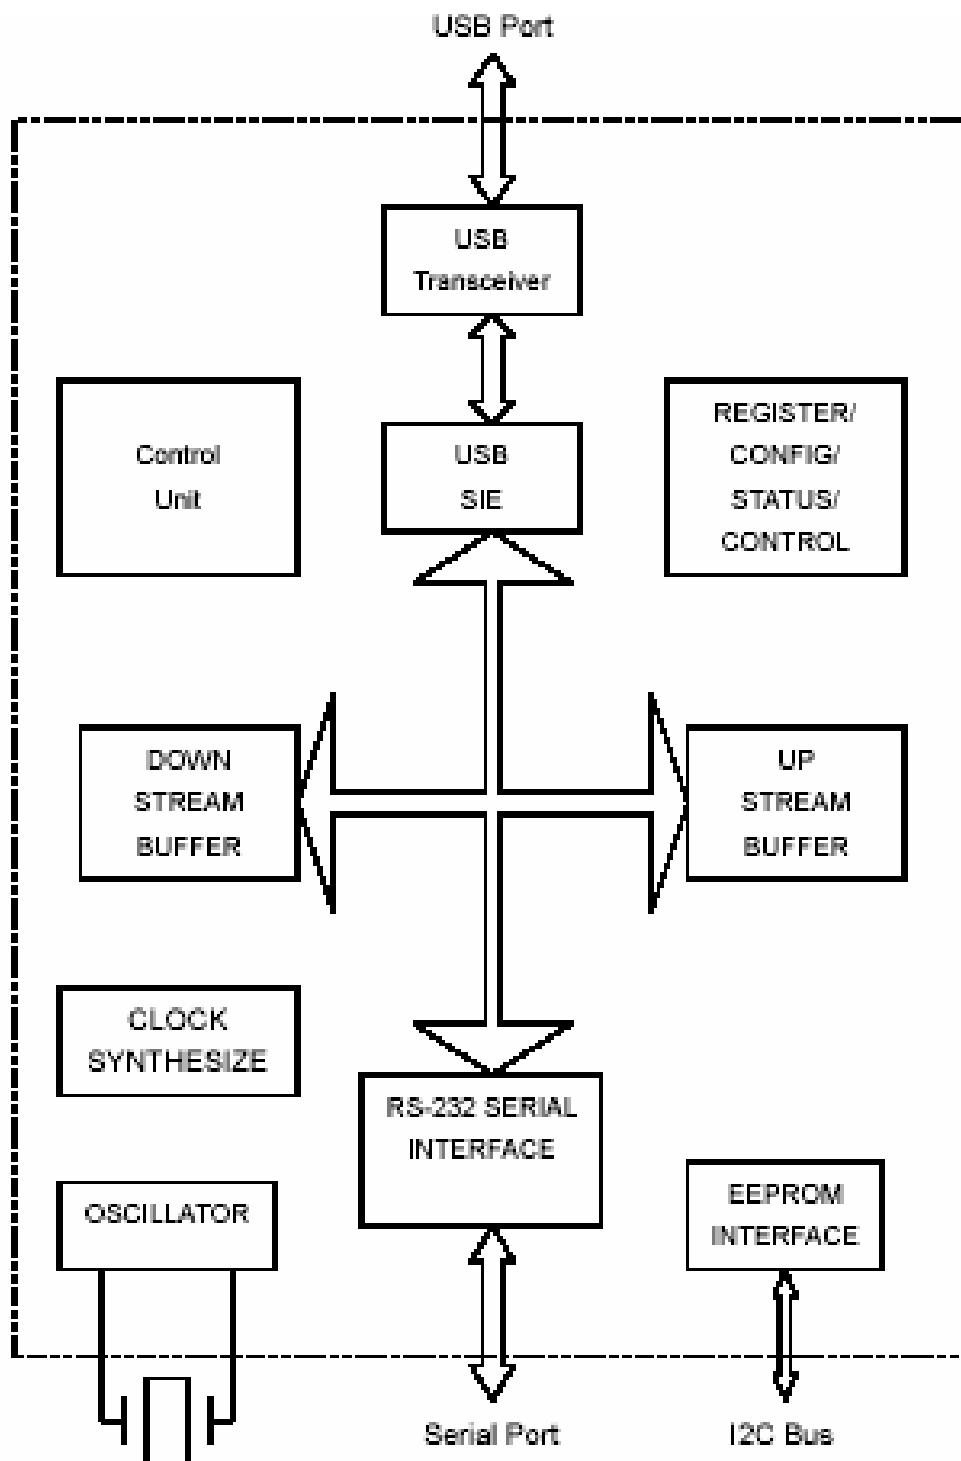 USB Port
USB
Transceiver
Control
Unit
USB
SIE
REGISTER/
CONFIG/
STATUS/
CONTROL
DOWN
STREAM
BUFFER
UP
STREAM
BUFFER
CLOCK
SYNTHESIZE
RS-232 SERIAL
INTERFACE
OSCILLATOR
EEPROM
INTERFACE
Serial Port
I2C Bus